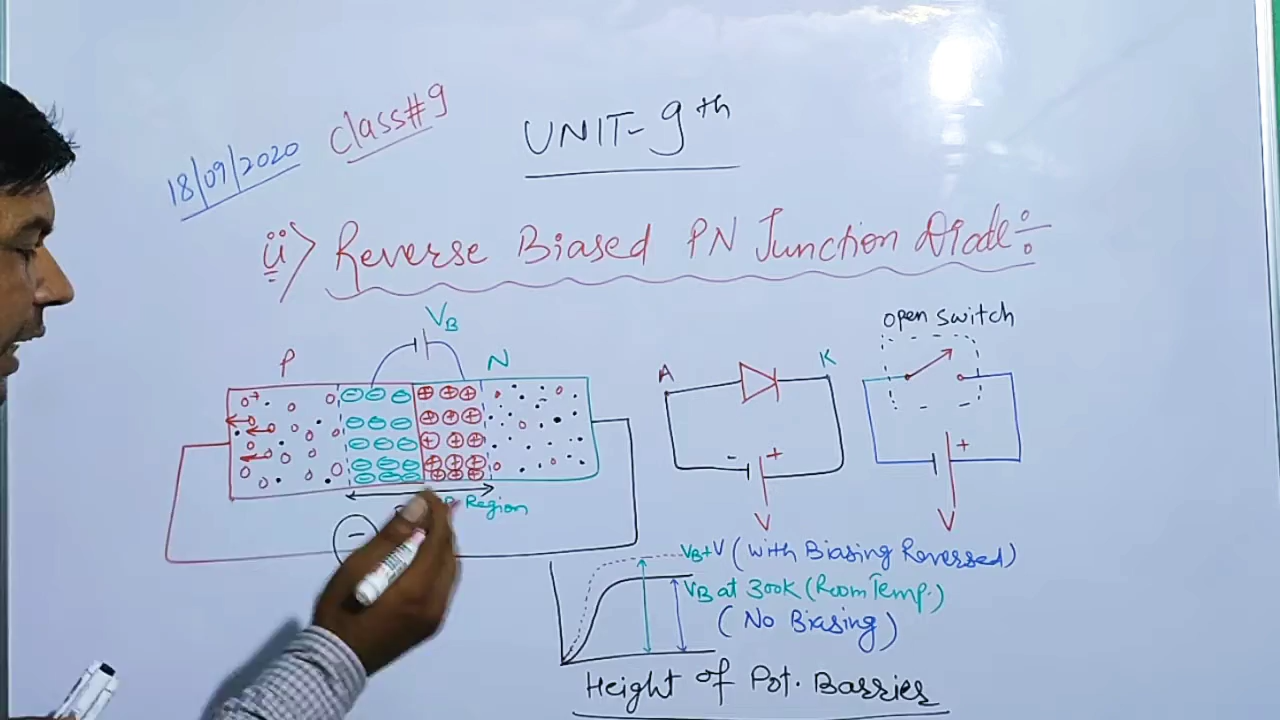 18/09/2020 class#9
UNIT-9th
ii> Reverse Biased PN Junction Diode÷
VB
P N
Region
-
A K
- +
V
open switch
+
V
VB+V (with Biasing Reversed)
VB at 300K (Room Temp.)
(No Biasing)
Height of Pot. Barrier